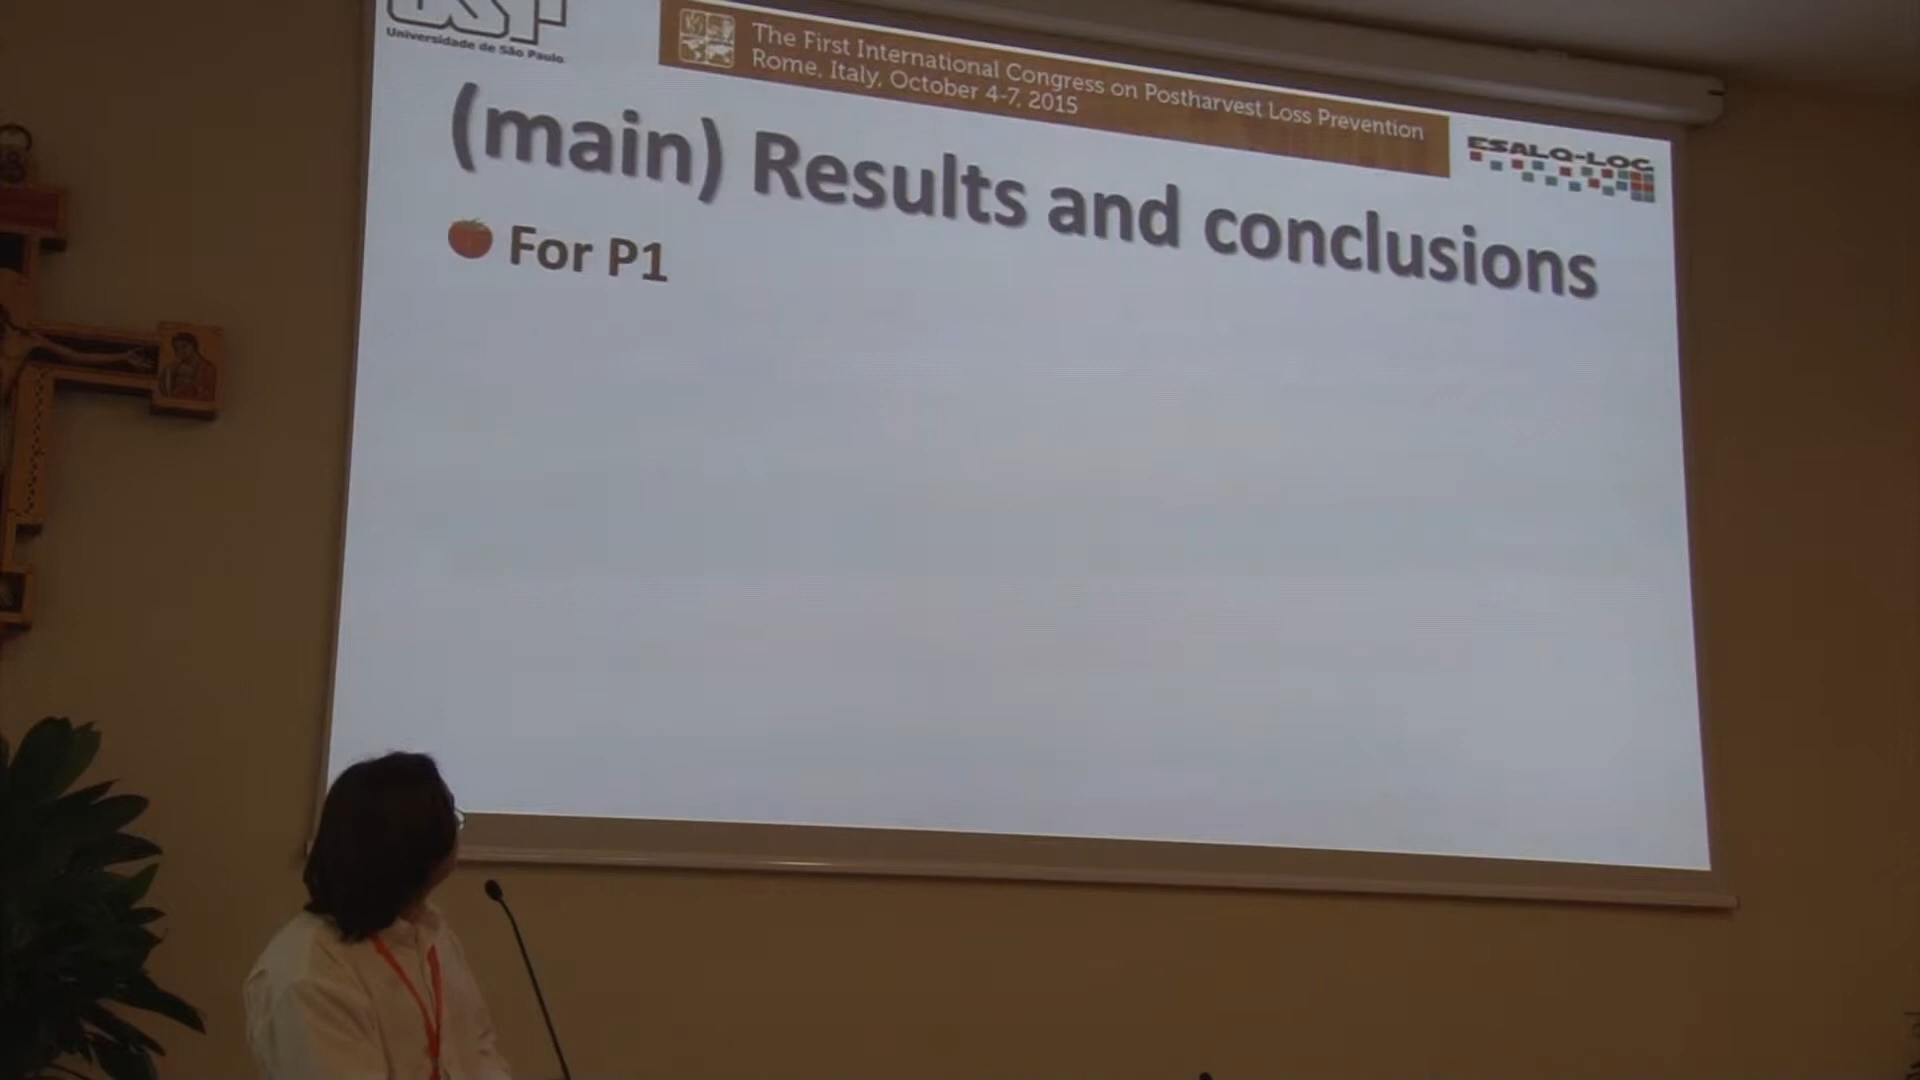 USP
Universidade de São Paulo
The First International Congress on Postharvest Loss Prevention
Rome, Italy, October 4-7, 2015
ESALQ-LOG
(main) Results and conclusions
For P1